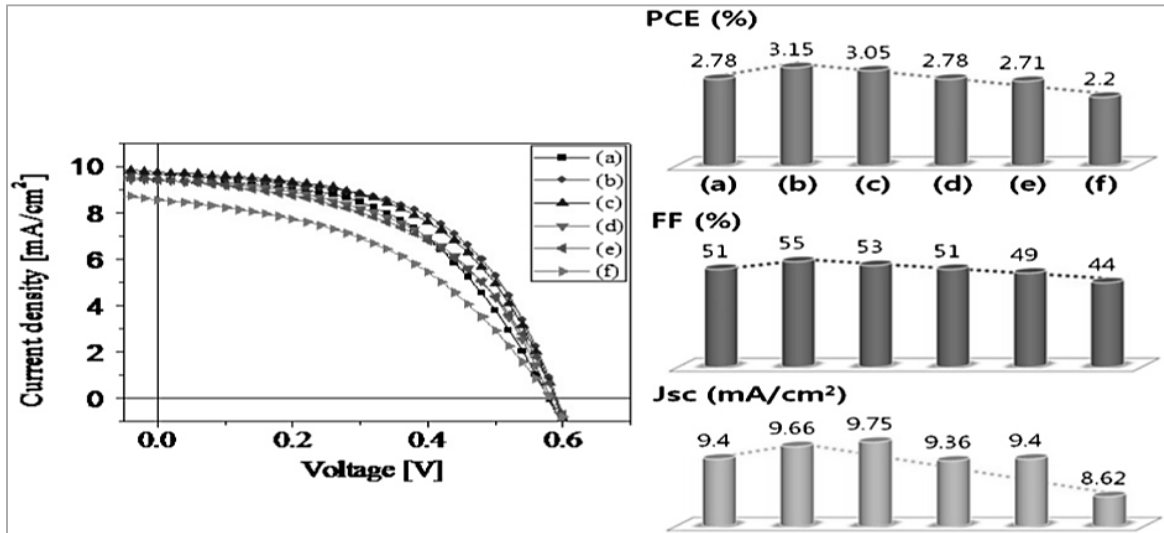 Current density [mA/cm²]
10
8
6
4
2
0
0.0 0.2 0.4 0.6
Voltage [V]
(a)
(b)
(c)
(d)
(e)
(f)
PCE (%)
2.78 3.15 3.05 2.78 2.71 2.2
(a) (b) (c) (d) (e) (f)
FF (%)
51 55 53 51 49 44
Jsc (mA/cm²)
9.4 9.66 9.75 9.36 9.4 8.62